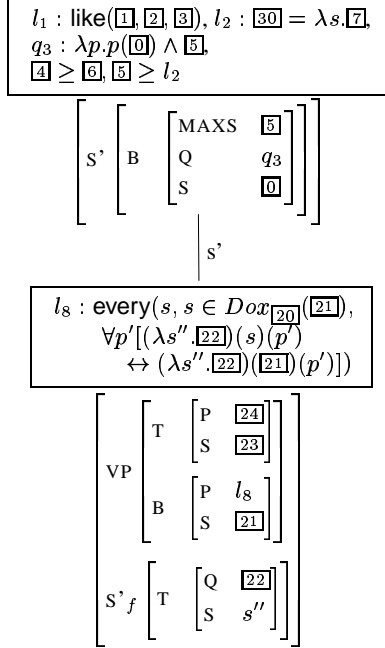 l₁ : like(1, 2, 3), l₂ : 30 = λs.7,
q₃ : λp.p(0) ∧ 5,
4 ≥ 6, 5 ≥ l₂
MAXS 5
S' B Q q₃
S 0
s'
l₈ : every(s, s ∈ Dox₂₀(21),
∀p'[(λs''.22)(s)(p')
↔ (λs''.22)(21)(p')])
P 24
T
S 23
VP
P l₈
B
S 21
Q 22
S'f T
S s''